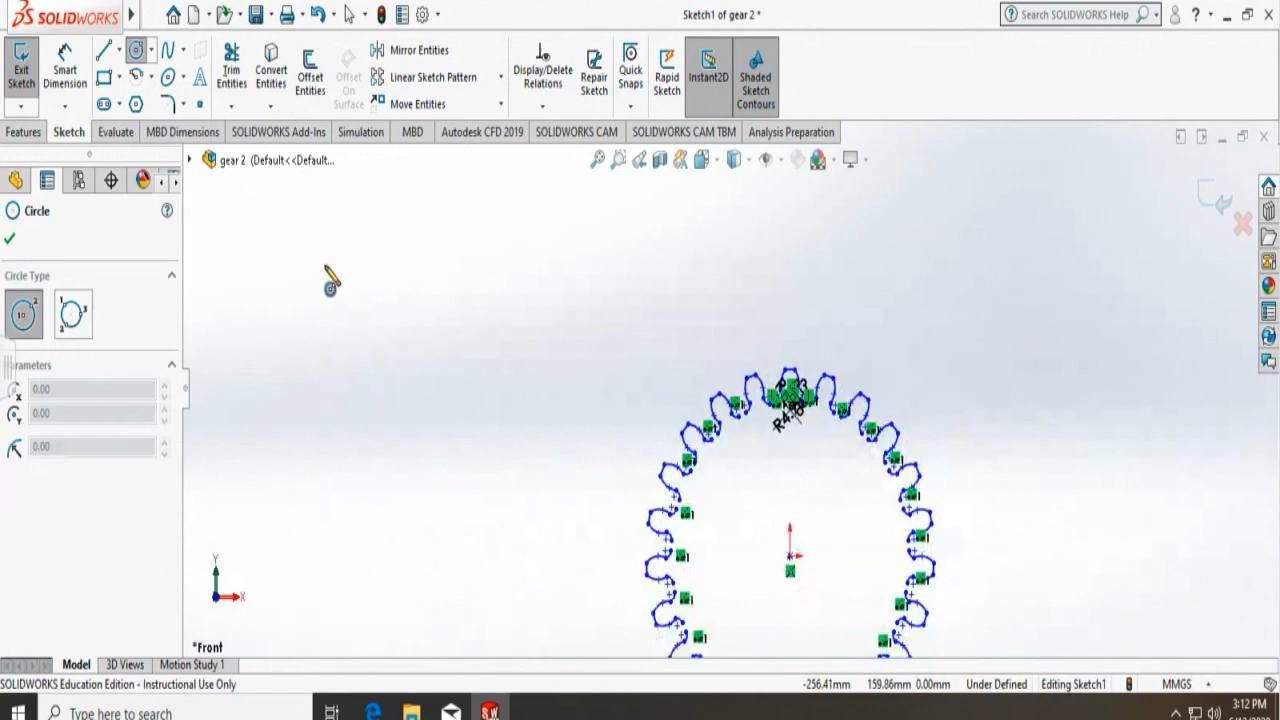 SOLIDWORKS
Sketch1 of gear 2 *
Search SOLIDWORKS Help
?
Exit Sketch
Smart Dimension
Trim Entities
Convert Entities
Offset Entities
Offset On Surface
Mirror Entities
Linear Sketch Pattern
Move Entities
Display/Delete Relations
Repair Sketch
Quick Snaps
Rapid Sketch
Instant2D
Shaded Sketch Contours
Features Sketch Evaluate MBD Dimensions SOLIDWORKS Add-Ins Simulation MBD Autodesk CFD 2019 SOLIDWORKS CAM SOLIDWORKS CAM TBM Analysis Preparation
gear 2 (Default<<Default...
Circle
Circle Type
0.00
0.00
0.00
Y
X
*Front
Model 3D Views Motion Study 1
SOLIDWORKS Education Edition - Instructional Use Only
-256.41mm 159.86mm 0.00mm Under Defined Editing Sketch1 MMGS
Type here to search
3:12 PM